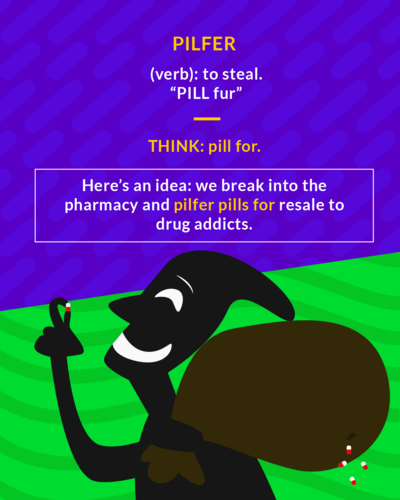 PILFER
(verb): to steal.
“PILL fur”
THINK: pill for.
Here’s an idea: we break into the
pharmacy and pilfer pills for resale to
drug addicts.